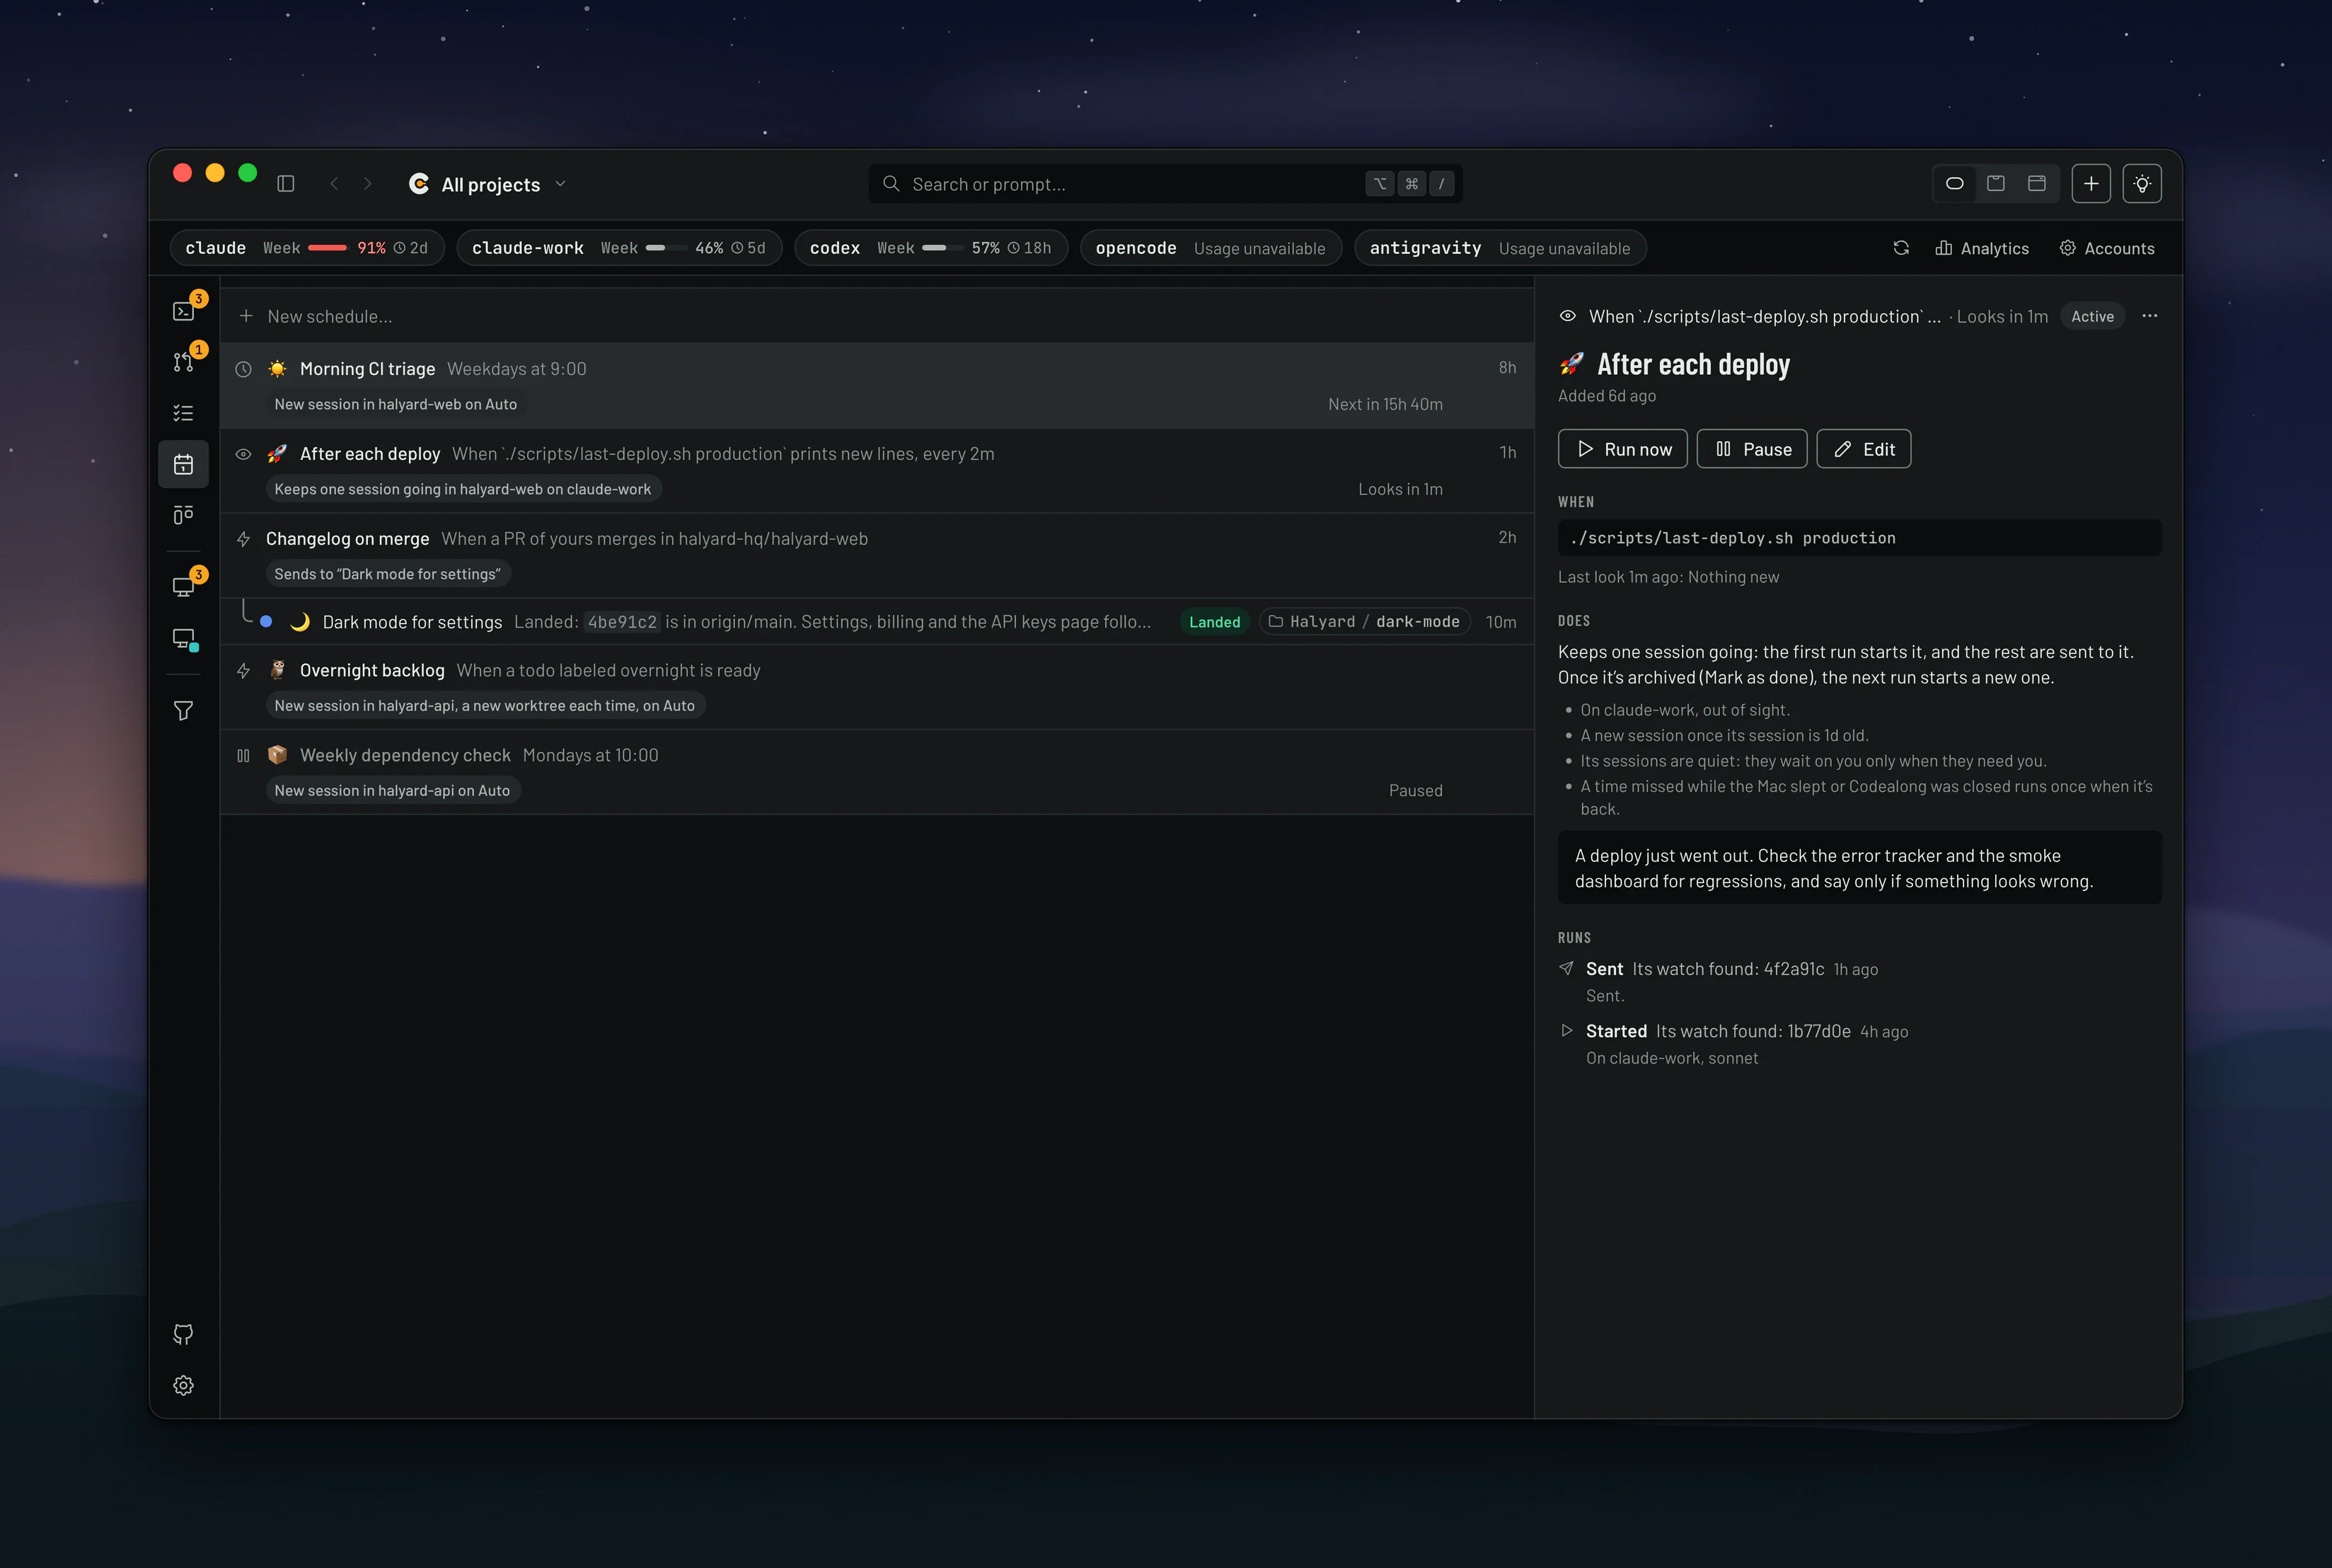 All projects
Search or prompt...
⌥ ⌘ /
claude Week 91% 2d
claude-work Week 46% 5d
codex Week 57% 18h
opencode Usage unavailable
antigravity Usage unavailable
Analytics
Accounts
3
1
3
New schedule...
Morning CI triage Weekdays at 9:00 8h
New session in halyard-web on Auto Next in 15h 40m
After each deploy When `./scripts/last-deploy.sh production` prints new lines, every 2m 1h
Keeps one session going in halyard-web on claude-work Looks in 1m
Changelog on merge When a PR of yours merges in halyard-hq/halyard-web 2h
Sends to “Dark mode for settings”
Dark mode for settings Landed: 4be91c2 is in origin/main. Settings, billing and the API keys page follo... Landed Halyard / dark-mode 10m
Overnight backlog When a todo labeled overnight is ready
New session in halyard-api, a new worktree each time, on Auto
Weekly dependency check Mondays at 10:00
New session in halyard-api on Auto Paused
When `./scripts/last-deploy.sh production` ... · Looks in 1m Active
After each deploy
Added 6d ago
Run now Pause Edit
WHEN
./scripts/last-deploy.sh production
Last look 1m ago: Nothing new
DOES
Keeps one session going: the first run starts it, and the rest are sent to it.
Once it’s archived (Mark as done), the next run starts a new one.
• On claude-work, out of sight.
• A new session once its session is 1d old.
• Its sessions are quiet: they wait on you only when they need you.
• A time missed while the Mac slept or Codealong was closed runs once when it’s
back.
A deploy just went out. Check the error tracker and the smoke
dashboard for regressions, and say only if something looks wrong.
RUNS
Sent Its watch found: 4f2a91c 1h ago
Sent.
Started Its watch found: 1b77d0e 4h ago
On claude-work, sonnet